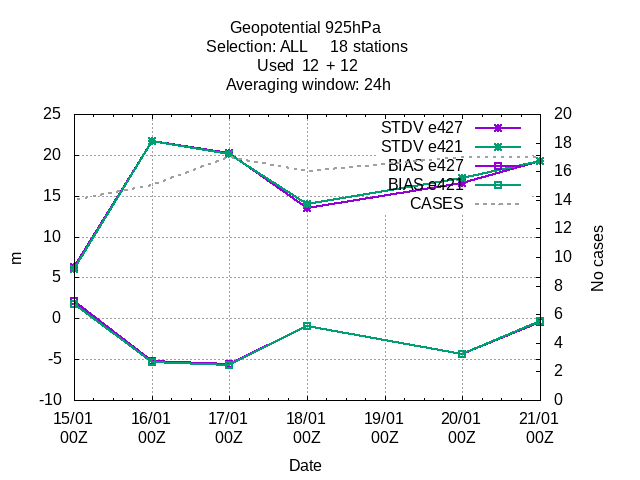 Geopotential 925hPa
Selection: ALL 18 stations
Used 12 + 12
Averaging window: 24h
25
20
15
10
5
0
-5
-10
m
20
18
16
14
12
10
8
6
4
2
0
No cases
STDV e427
STDV e421
BIAS e427
BIAS e421
CASES
15/01 16/01 17/01 18/01 19/01 20/01 21/01
00Z 00Z 00Z 00Z 00Z 00Z 00Z
Date